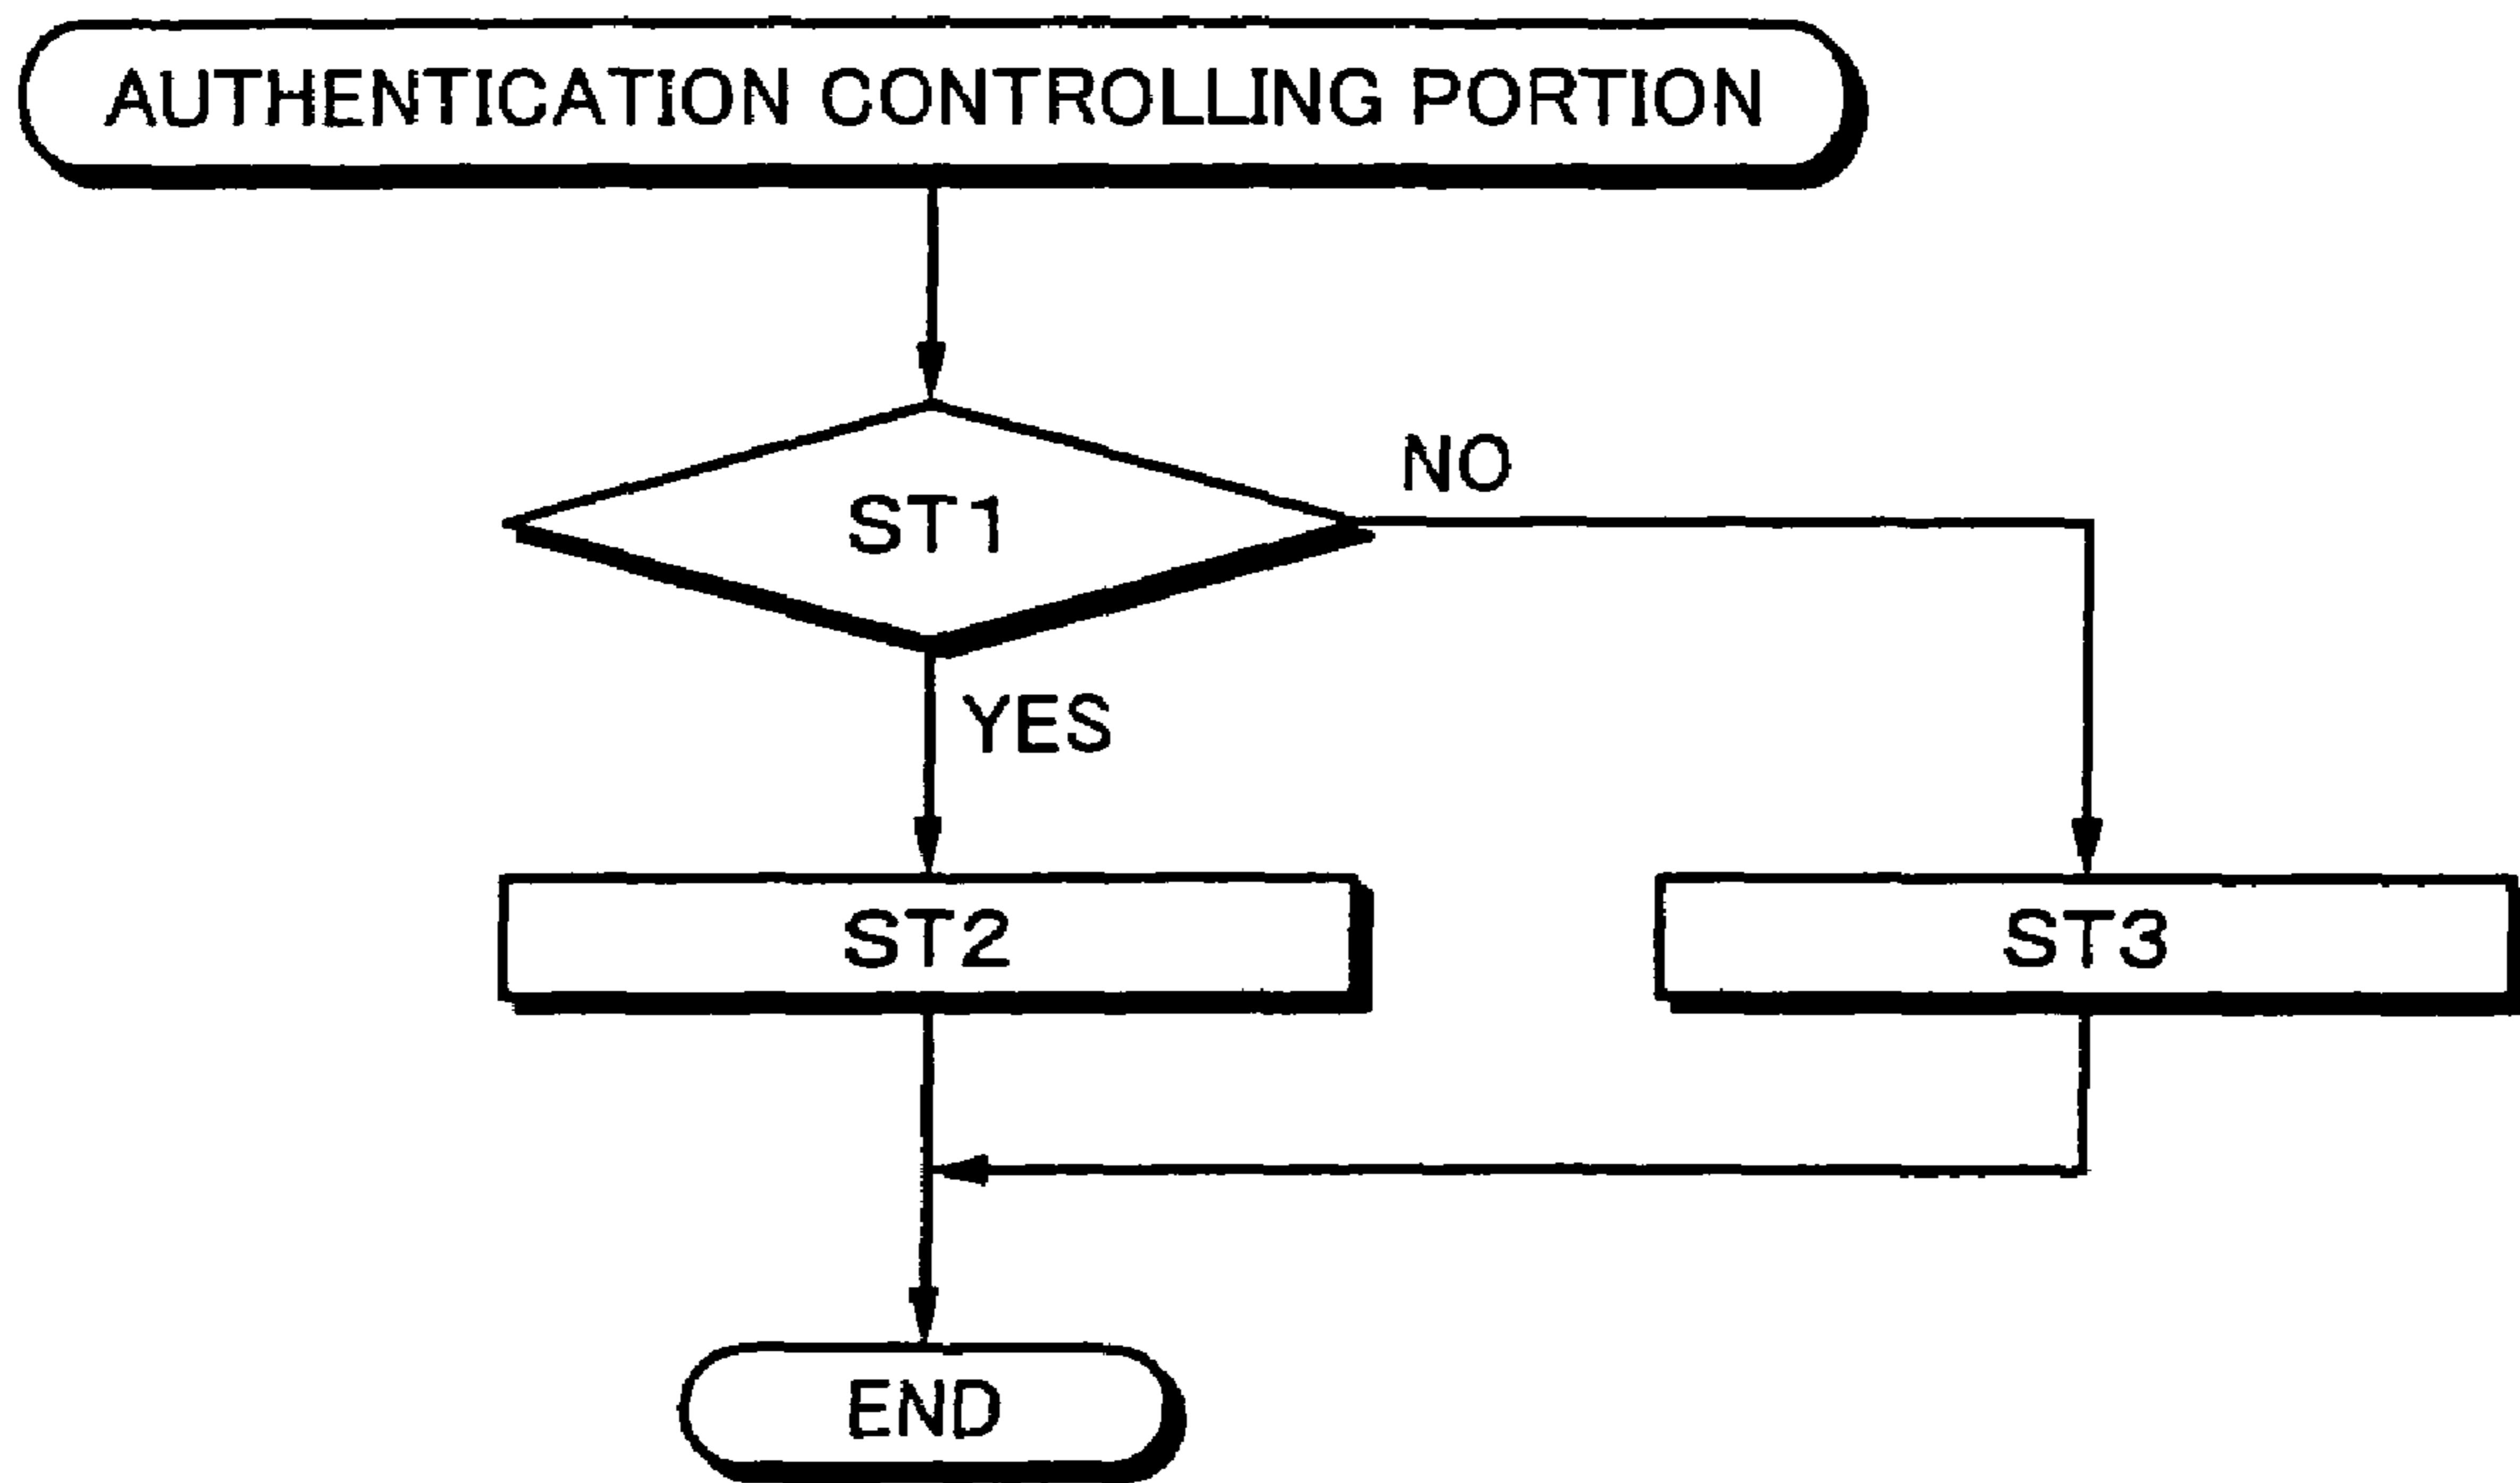 AUTHENTICATION CONTROLLING PORTION
ST1
NO
YES
ST2
ST3
END